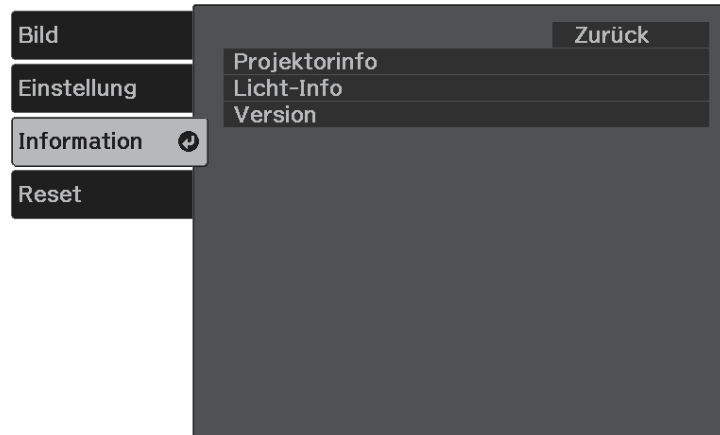 Bild
Einstellung
Information
Reset
Zurück
Projektorinfo
Licht-Info
Version